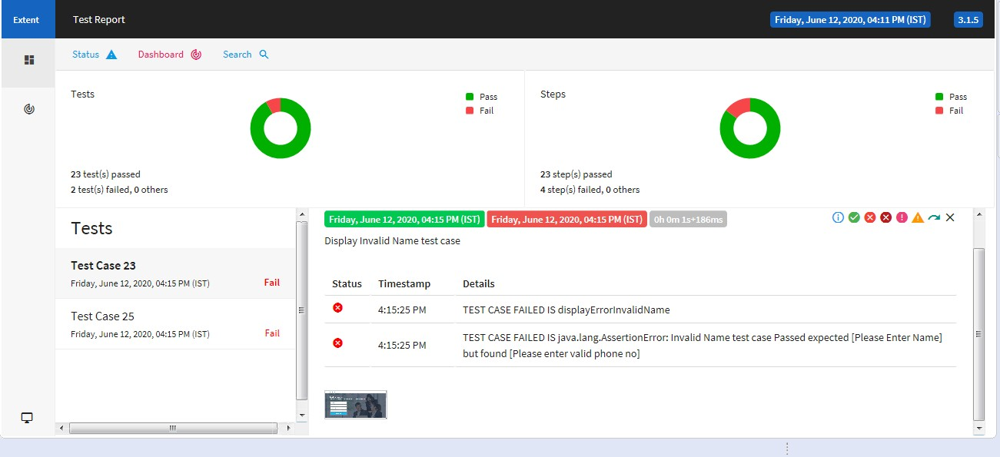 Extent
Test Report
Friday, June 12, 2020, 04:11 PM (IST)
3.1.5
Status
Dashboard
Search
Tests
Pass
Fail
23 test(s) passed
2 test(s) failed, 0 others
Steps
Pass
Fail
23 step(s) passed
4 step(s) failed, 0 others
Tests
Test Case 23
Friday, June 12, 2020, 04:15 PM (IST)
Fail
Test Case 25
Friday, June 12, 2020, 04:15 PM (IST)
Fail
Friday, June 12, 2020, 04:15 PM (IST)
Friday, June 12, 2020, 04:15 PM (IST)
0h 0m 1s+186ms
Display Invalid Name test case
Status Timestamp Details
4:15:25 PM TEST CASE FAILED IS displayErrorInvalidName
4:15:25 PM
TEST CASE FAILED IS java.lang.AssertionError: Invalid Name test case Passed expected [Please Enter Name]
but found [Please enter valid phone no]